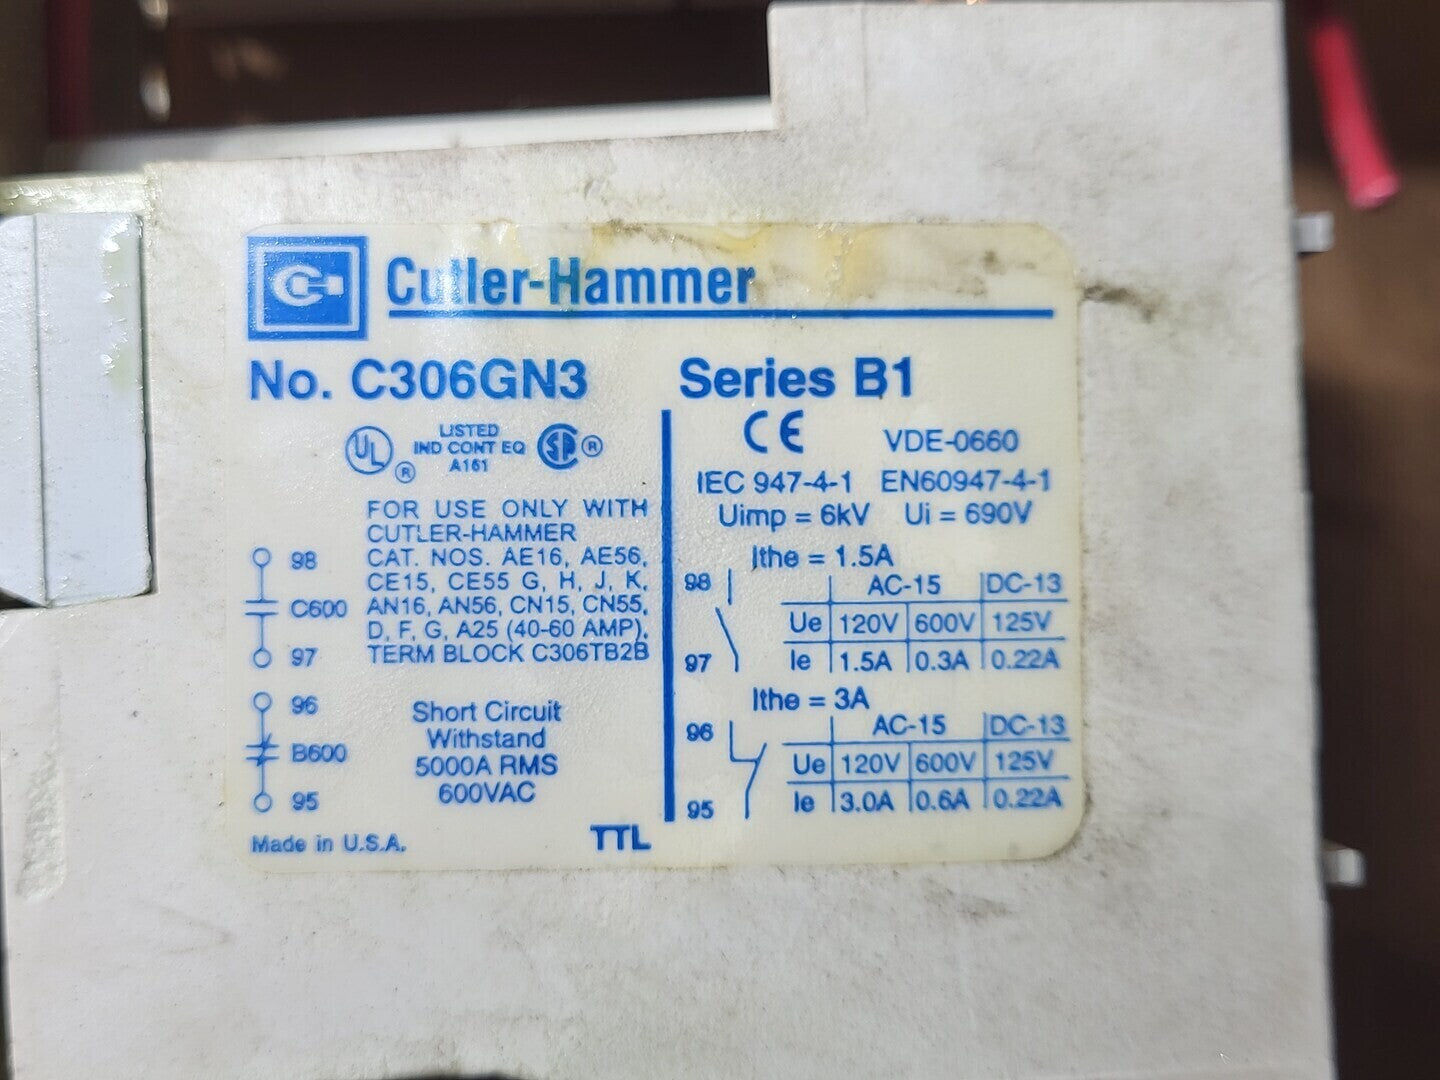 Cutler-Hammer
No. C306GN3
Series B1
UL ®
LISTED
IND CONT EQ
A161
SP ®
FOR USE ONLY WITH
CUTLER-HAMMER
CAT. NOS. AE16, AE56,
CE15, CE55 G, H, J, K,
AN16, AN56, CN15, CN55,
D, F, G, A25 (40-60 AMP),
TERM BLOCK C306TB2B
98
C600
97
96
B600
95
Short Circuit
Withstand
5000A RMS
600VAC
Made in U.S.A.
TTL
CE VDE-0660
IEC 947-4-1 EN60947-4-1
Uimp = 6kV Ui = 690V
Ithe = 1.5A
98
97
AC-15 DC-13
Ue 120V 600V 125V
Ie 1.5A 0.3A 0.22A
Ithe = 3A
96
95
AC-15 DC-13
Ue 120V 600V 125V
Ie 3.0A 0.6A 0.22A